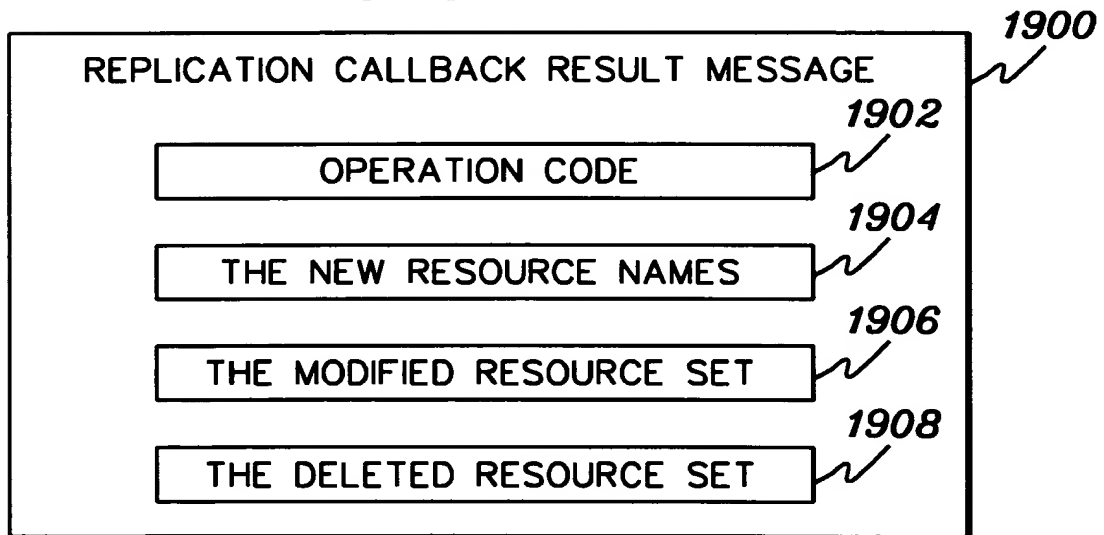 1900
REPLICATION CALLBACK RESULT MESSAGE
1902
OPERATION CODE
1904
THE NEW RESOURCE NAMES
1906
THE MODIFIED RESOURCE SET
1908
THE DELETED RESOURCE SET